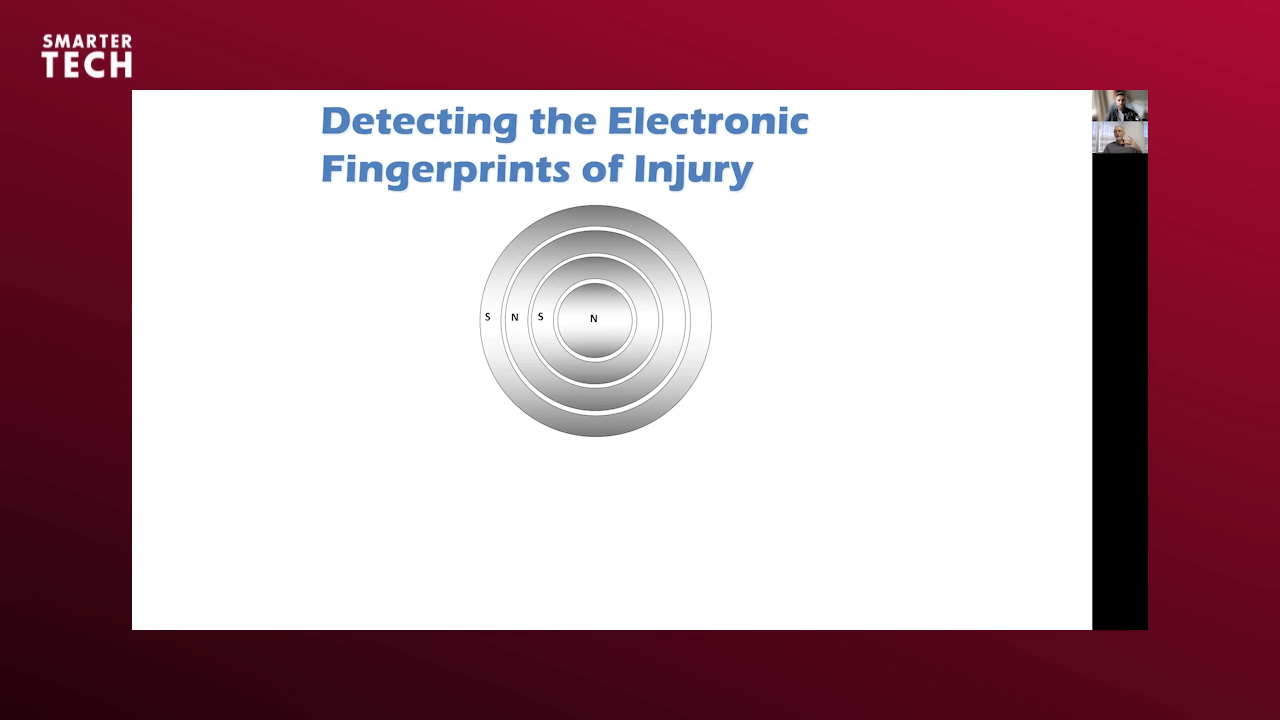 SMARTER
TECH
Detecting the Electronic
Fingerprints of Injury
S N S N